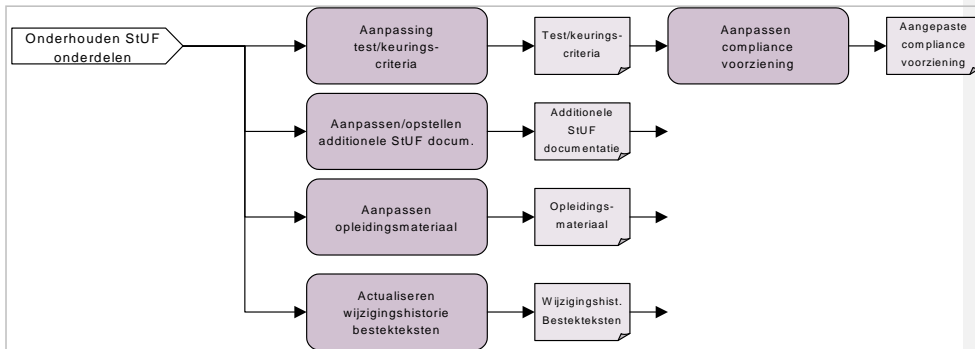 Onderhouden StUF
onderdelen
Aanpassing
test/keurings-
criteria
Test/keurings-
criteria
Aanpassen
compliance
voorziening
Aangepaste
compliance
voorziening
Aanpassen/opstellen
additionele StUF docum.
Additionele
StUF
documentatie
Aanpassen
opleidingsmateriaal
Opleidings-
materiaal
Actualiseren
wijzigingshistorie
bestekteksten
Wijzigingshist.
Bestekteksten